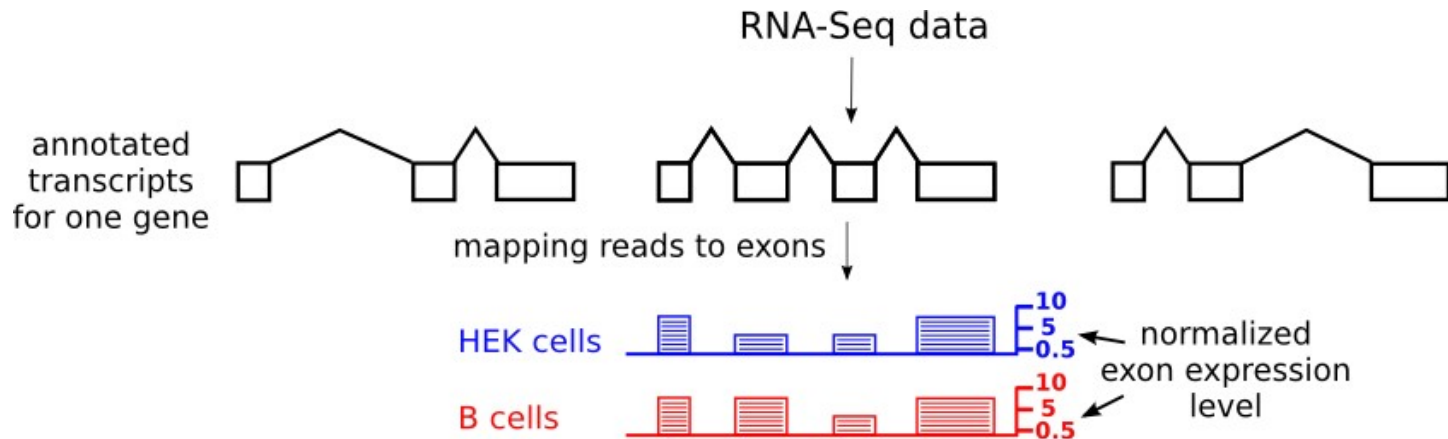 RNA-Seq data
annotated
transcripts
for one gene
mapping reads to exons
HEK cells
10
5
0.5
normalized
exon expression
level
B cells
10
5
0.5